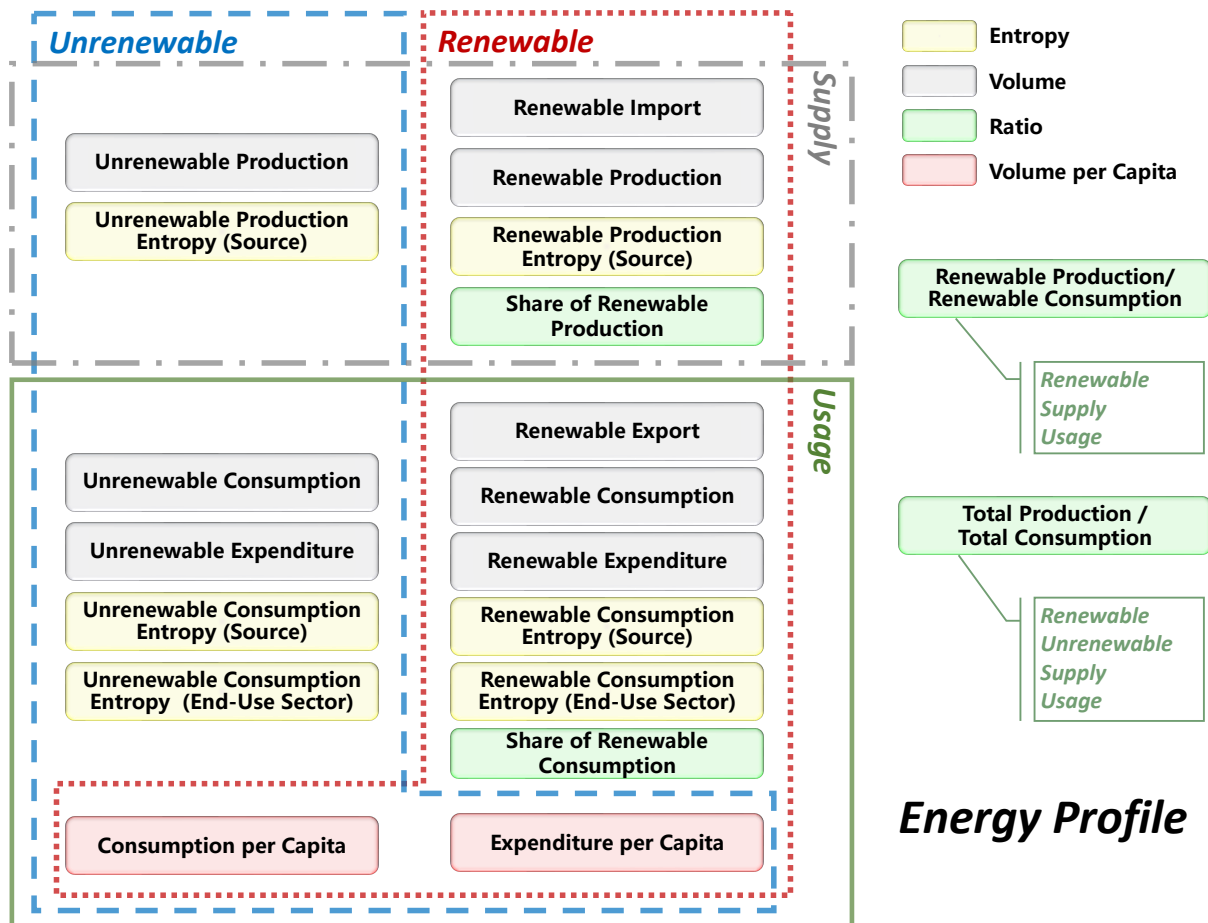 Unrenewable
Renewable
Supply
Renewable Import
Unrenewable Production
Renewable Production
Unrenewable Production
Entropy (Source)
Renewable Production
Entropy (Source)
Share of Renewable
Production
Usage
Renewable Export
Unrenewable Consumption
Renewable Consumption
Unrenewable Expenditure
Renewable Expenditure
Unrenewable Consumption
Entropy (Source)
Renewable Consumption
Entropy (Source)
Unrenewable Consumption
Entropy (End-Use Sector)
Renewable Consumption
Entropy (End-Use Sector)
Share of Renewable
Consumption
Consumption per Capita
Expenditure per Capita
Entropy
Volume
Ratio
Volume per Capita
Renewable Production/
Renewable Consumption
Renewable
Supply
Usage
Total Production /
Total Consumption
Renewable
Unrenewable
Supply
Usage
Energy Profile